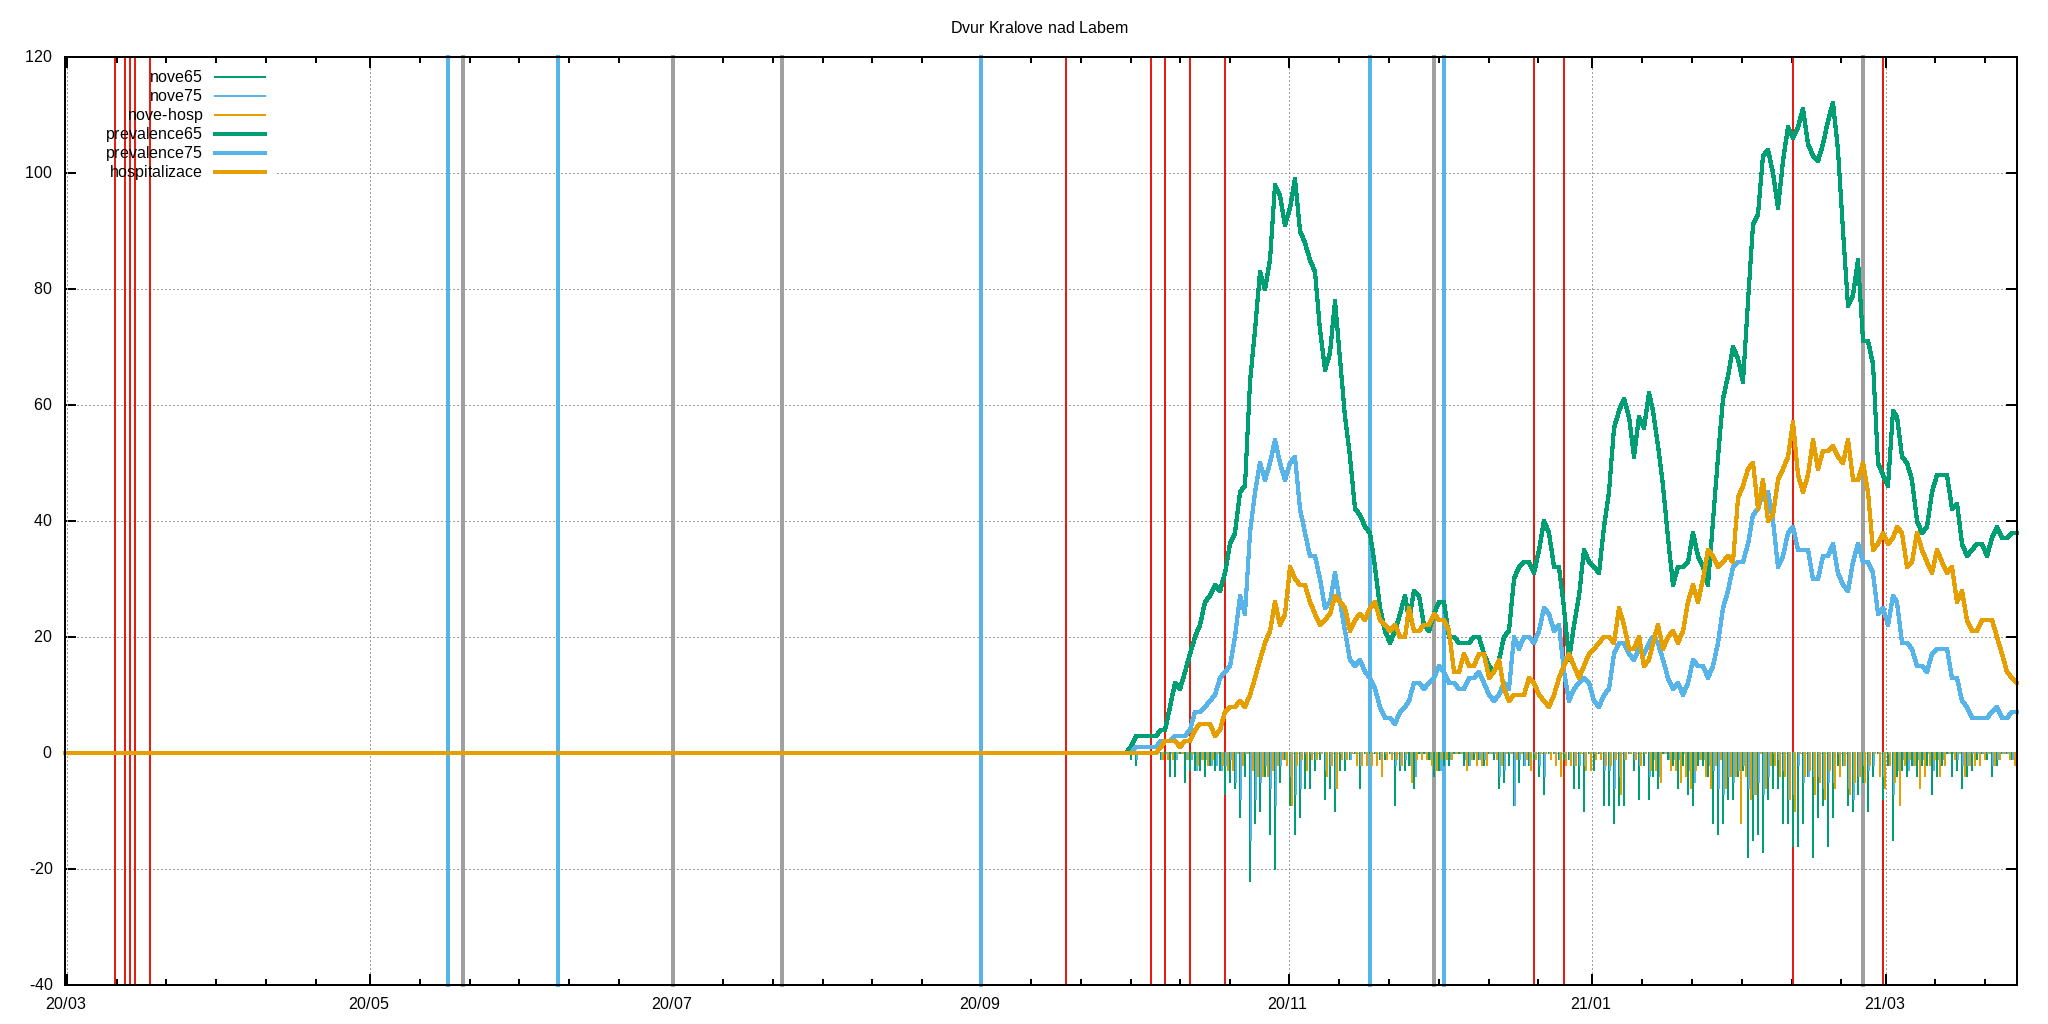 Dvur Kralove nad Labem
120
100
80
60
40
20
0
-20
-40
nove65
nove75
nove-hosp
prevalence65
prevalence75
hospitalizace
20/03 20/05 20/07 20/09 20/11 21/01 21/03